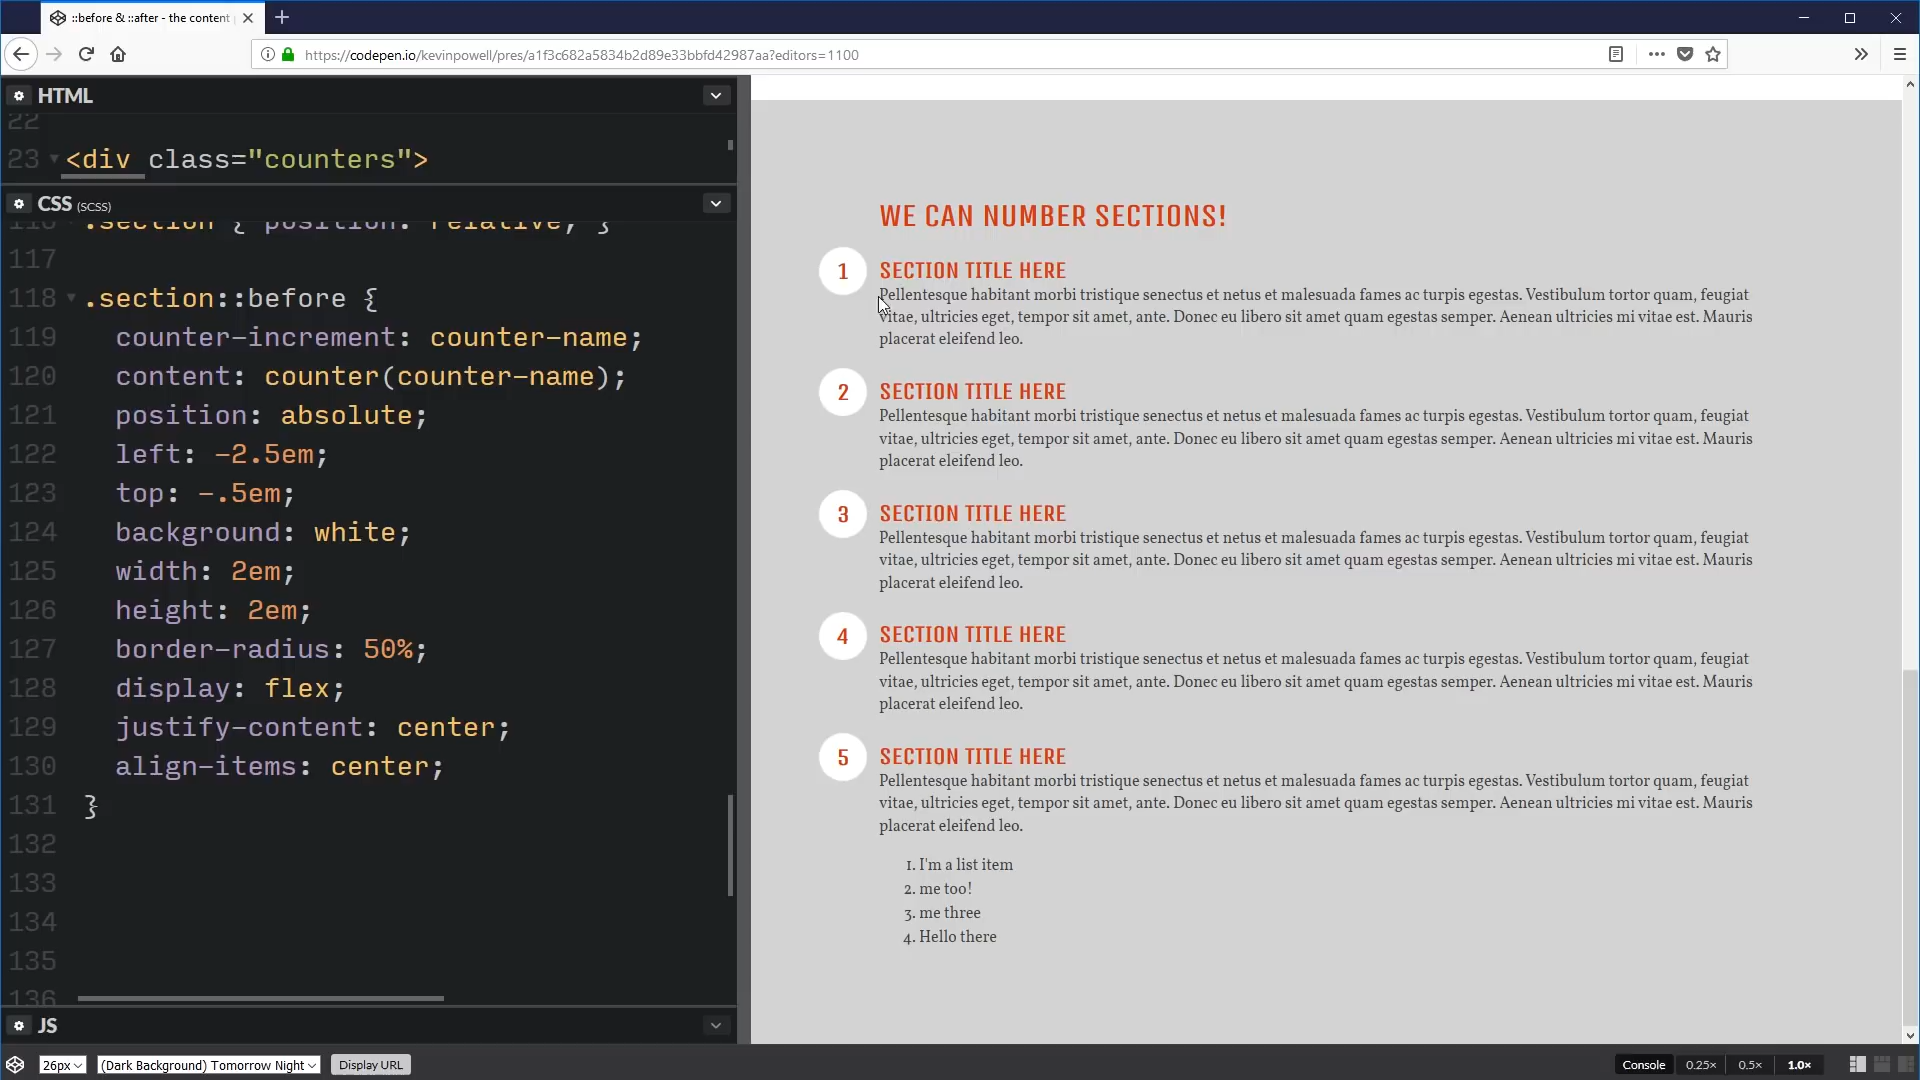 ::before & ::after - the content
https://codepen.io/kevinpowell/pres/a1f3c682a5834b2d89e33bbfd42987aa?editors=1100
HTML
22
23 <div class="counters">
CSS (SCSS)
116 .section { position: relative; }
117
118 .section::before {
119 counter-increment: counter-name;
120 content: counter(counter-name);
121 position: absolute;
122 left: -2.5em;
123 top: -.5em;
124 background: white;
125 width: 2em;
126 height: 2em;
127 border-radius: 50%;
128 display: flex;
129 justify-content: center;
130 align-items: center;
131 }
132
133
134
135
136
JS
WE CAN NUMBER SECTIONS!
1 SECTION TITLE HERE
Pellentesque habitant morbi tristique senectus et netus et malesuada fames ac turpis egestas. Vestibulum tortor quam, feugiat
vitae, ultricies eget, tempor sit amet, ante. Donec eu libero sit amet quam egestas semper. Aenean ultricies mi vitae est. Mauris
placerat eleifend leo.
2 SECTION TITLE HERE
Pellentesque habitant morbi tristique senectus et netus et malesuada fames ac turpis egestas. Vestibulum tortor quam, feugiat
vitae, ultricies eget, tempor sit amet, ante. Donec eu libero sit amet quam egestas semper. Aenean ultricies mi vitae est. Mauris
placerat eleifend leo.
3 SECTION TITLE HERE
Pellentesque habitant morbi tristique senectus et netus et malesuada fames ac turpis egestas. Vestibulum tortor quam, feugiat
vitae, ultricies eget, tempor sit amet, ante. Donec eu libero sit amet quam egestas semper. Aenean ultricies mi vitae est. Mauris
placerat eleifend leo.
4 SECTION TITLE HERE
Pellentesque habitant morbi tristique senectus et netus et malesuada fames ac turpis egestas. Vestibulum tortor quam, feugiat
vitae, ultricies eget, tempor sit amet, ante. Donec eu libero sit amet quam egestas semper. Aenean ultricies mi vitae est. Mauris
placerat eleifend leo.
5 SECTION TITLE HERE
Pellentesque habitant morbi tristique senectus et netus et malesuada fames ac turpis egestas. Vestibulum tortor quam, feugiat
vitae, ultricies eget, tempor sit amet, ante. Donec eu libero sit amet quam egestas semper. Aenean ultricies mi vitae est. Mauris
placerat eleifend leo.
1. I'm a list item
2. me too!
3. me three
4. Hello there
26px (Dark Background) Tomorrow Night Display URL Console 0.25× 0.5× 1.0×